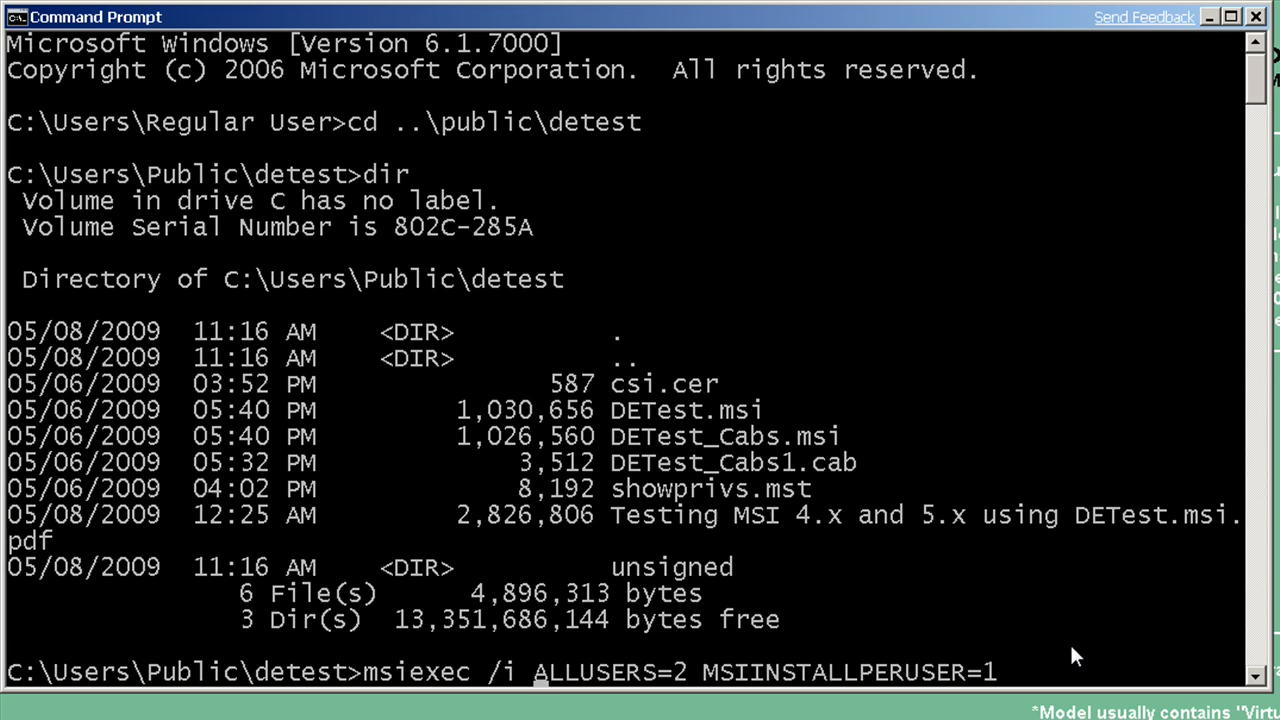 Command Prompt
Send Feedback
Microsoft Windows [Version 6.1.7000]
Copyright (c) 2006 Microsoft Corporation.  All rights reserved.
C:\Users\Regular User>cd ..\public\detest
C:\Users\Public\detest>dir
Volume in drive C has no label.
Volume Serial Number is 802C-285A
Directory of C:\Users\Public\detest
05/08/2009  11:16 AM    <DIR>          .
05/08/2009  11:16 AM    <DIR>          ..
05/06/2009  03:52 PM               587 csi.cer
05/06/2009  05:40 PM         1,030,656 DETest.msi
05/06/2009  05:40 PM         1,026,560 DETest_Cabs.msi
05/06/2009  05:32 PM             3,512 DETest_Cabs1.cab
05/06/2009  04:02 PM             8,192 showprivs.mst
05/08/2009  12:25 AM         2,826,806 Testing MSI 4.x and 5.x using DETest.msi.
pdf
05/08/2009  11:16 AM    <DIR>          unsigned
6 File(s)      4,896,313 bytes
3 Dir(s)  13,351,686,144 bytes free
C:\Users\Public\detest>msiexec /i ALLUSERS=2 MSIINSTALLPERUSER=1
*Model usually contains "Virtu